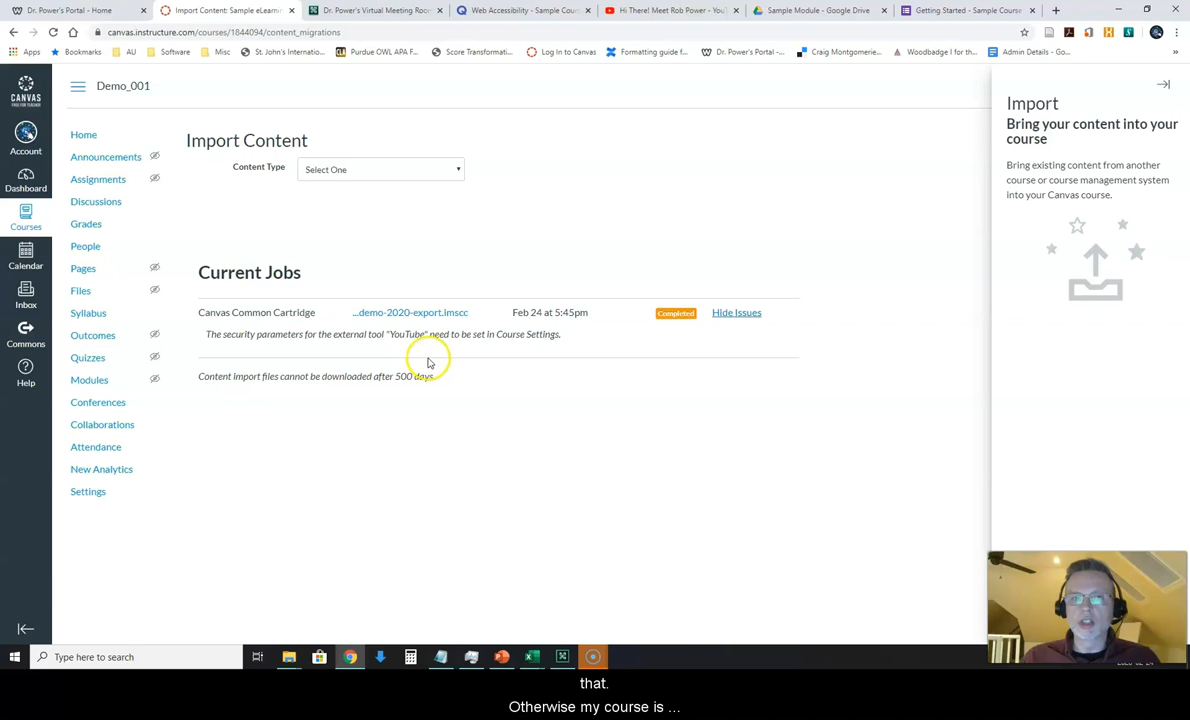 Dr. Power's Portal - Home
Import Content: Sample eLearnin
Dr. Power's Virtual Meeting Room
Web Accessibility - Sample Cours
Hi There! Meet Rob Power - You
Sample Module - Google Drive
Getting Started - Sample Course
canvas.instructure.com/courses/1844094/content_migrations
Apps
Bookmarks
AU
Software
Misc
St. John's Internatio...
Purdue OWL APA F...
Score Transformati...
Log In to Canvas
Formatting guide f...
Dr. Power's Portal -...
Craig Montgomerie...
Woodbadge I for th...
Admin Details - Go...
»
CANVAS
FREE FOR TEACHER
Account
Dashboard
Courses
Calendar
Inbox
Commons
Help
Demo_001
Home
Announcements
Assignments
Discussions
Grades
People
Pages
Files
Syllabus
Outcomes
Quizzes
Modules
Conferences
Collaborations
Attendance
New Analytics
Settings
Import Content
Content Type
Select One
Current Jobs
Canvas Common Cartridge
...demo-2020-export.imscc
Feb 24 at 5:45pm
Completed
Hide Issues
The security parameters for the external tool "YouTube" need to be set in Course Settings.
Content import files cannot be downloaded after 500 days.
Import
Bring your content into your
course
Bring existing content from another
course or course management system
into your Canvas course.
Type here to search
that.
Otherwise my course is ...